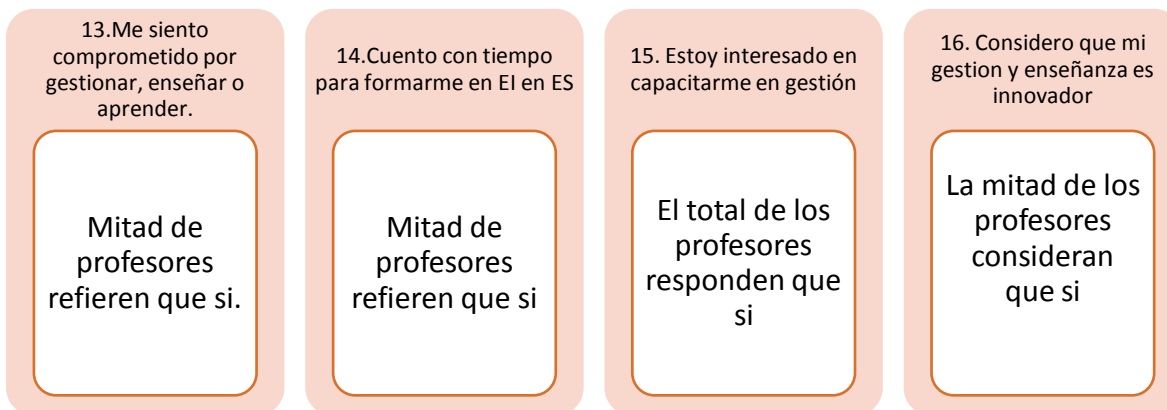 13.Me siento
comprometido por
gestionar, enseñar o
aprender.
Mitad de
profesores
refieren que si.
14.Cuento con tiempo
para formarme en EI en ES
Mitad de
profesores
refieren que si
15. Estoy interesado en
capacitarme en gestión
El total de los
profesores
responden que
si
16. Considero que mi
gestion y enseñanza es
innovador
La mitad de los
profesores
consideran
que si